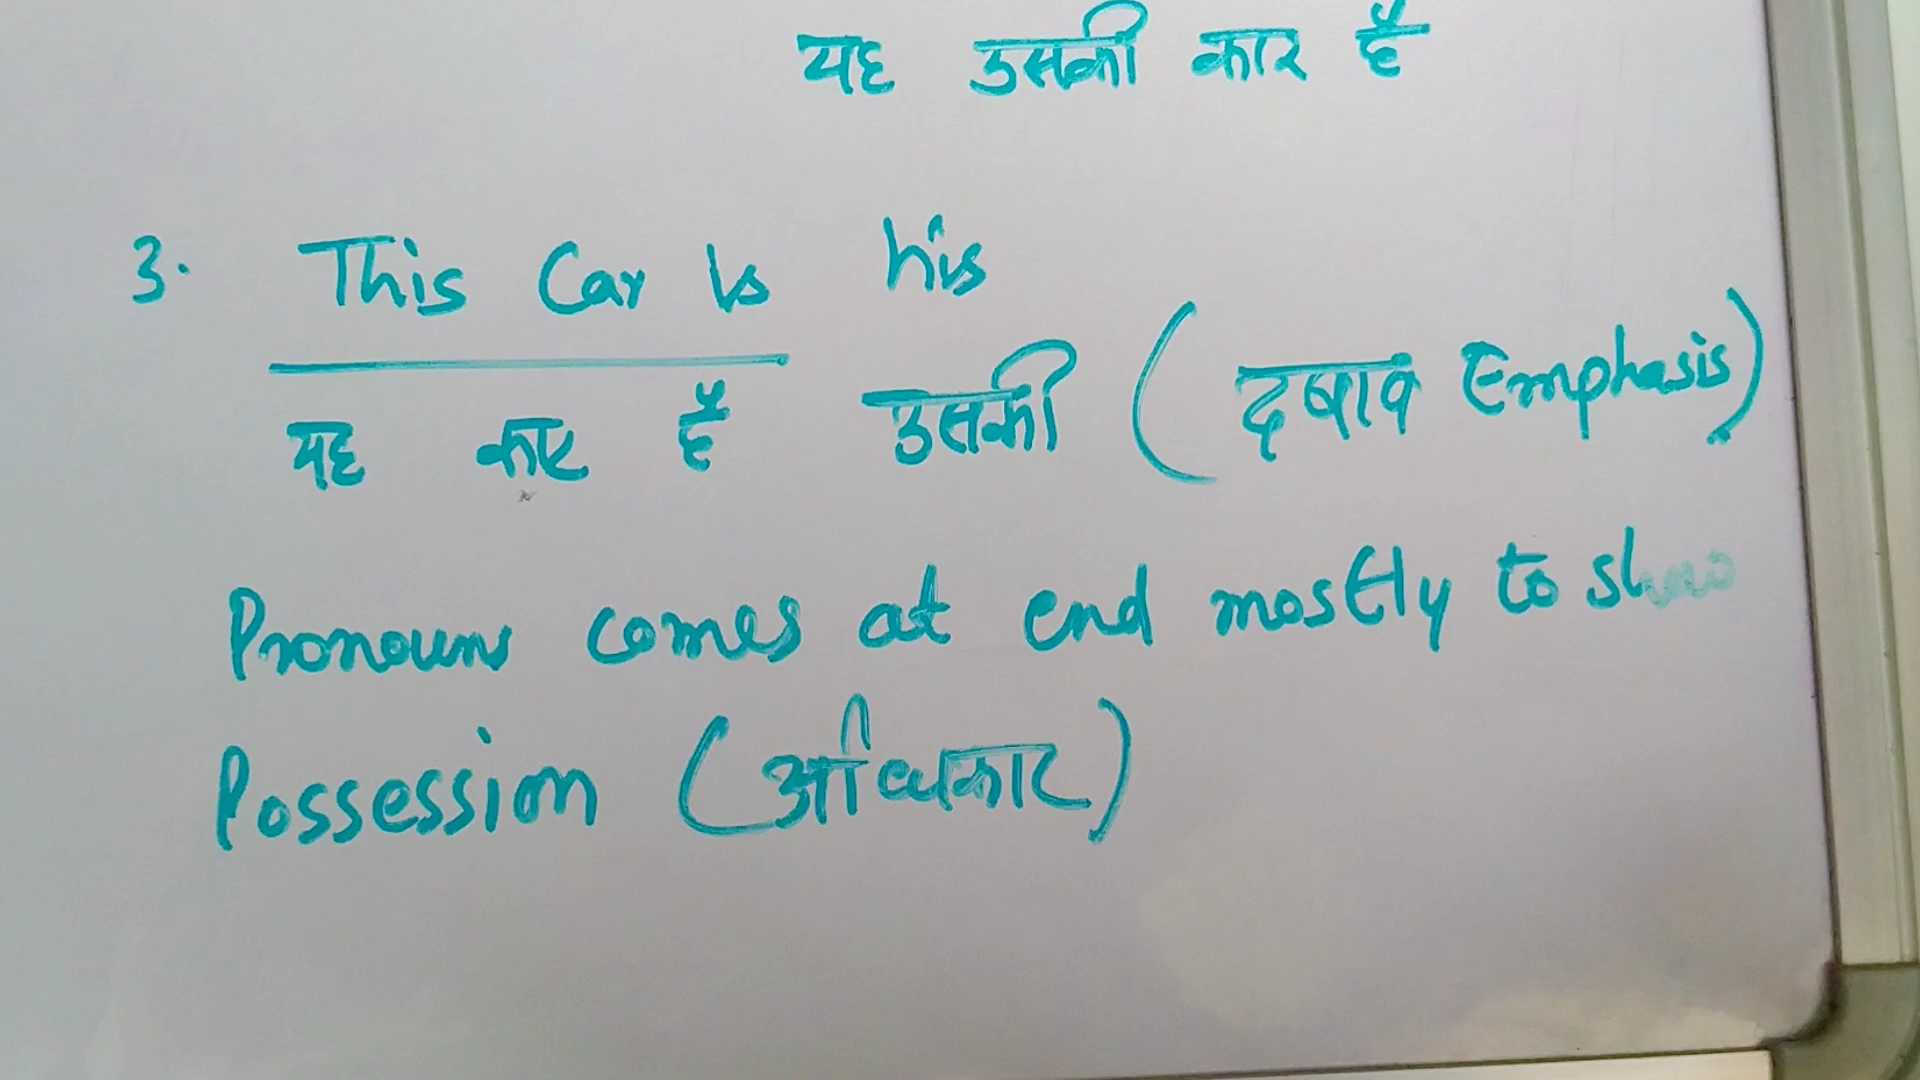 यह उसकी कार है
3. This Car is his
यह कार है उसकी (दबाव Emphasis)
Pronouns comes at end mostly to show
Possession (अधिकार)